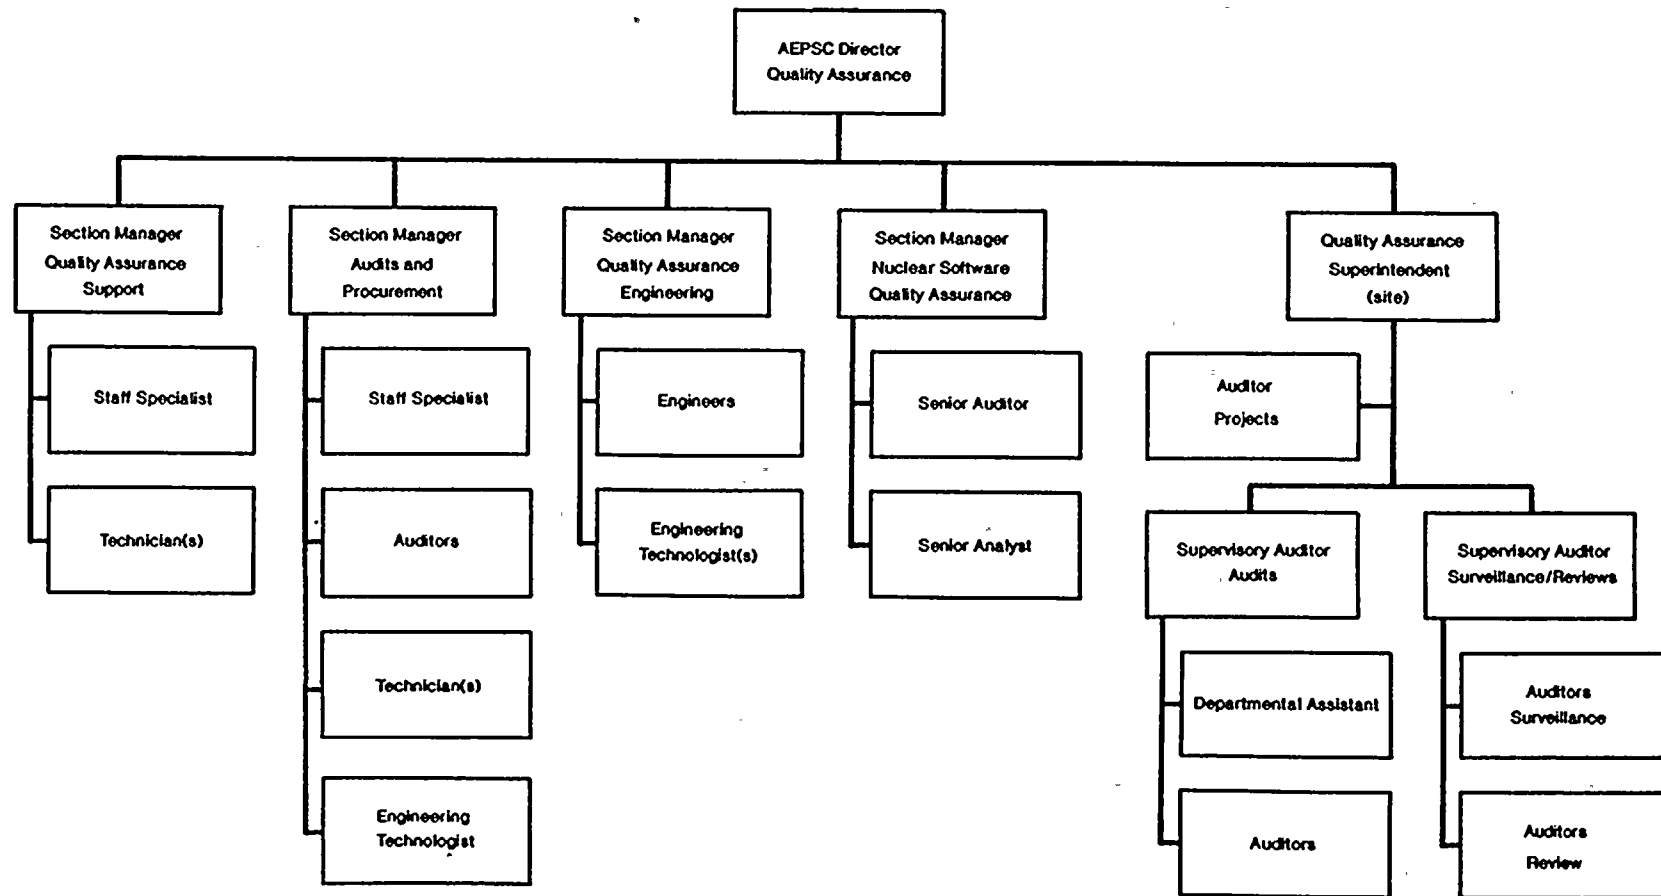 AEPSC Director
Quality Assurance
Section Manager
Quality Assurance
Support
Section Manager
Audits and
Procurement
Section Manager
Quality Assurance
Engineering
Section Manager
Nuclear Software
Quality Assurance
Quality Assurance
Superintendent
(site)
Staff Specialist
Technician(s)
Staff Specialist
Auditors
Technician(s)
Engineering
Technologist
Engineers
Engineering
Technologist(s)
Senior Auditor
Senior Analyst
Auditor
Projects
Supervisory Auditor
Audits
Departmental Assistant
Auditors
Supervisory Auditor
Surveillance/Reviews
Auditors
Surveillance
Auditors
Review